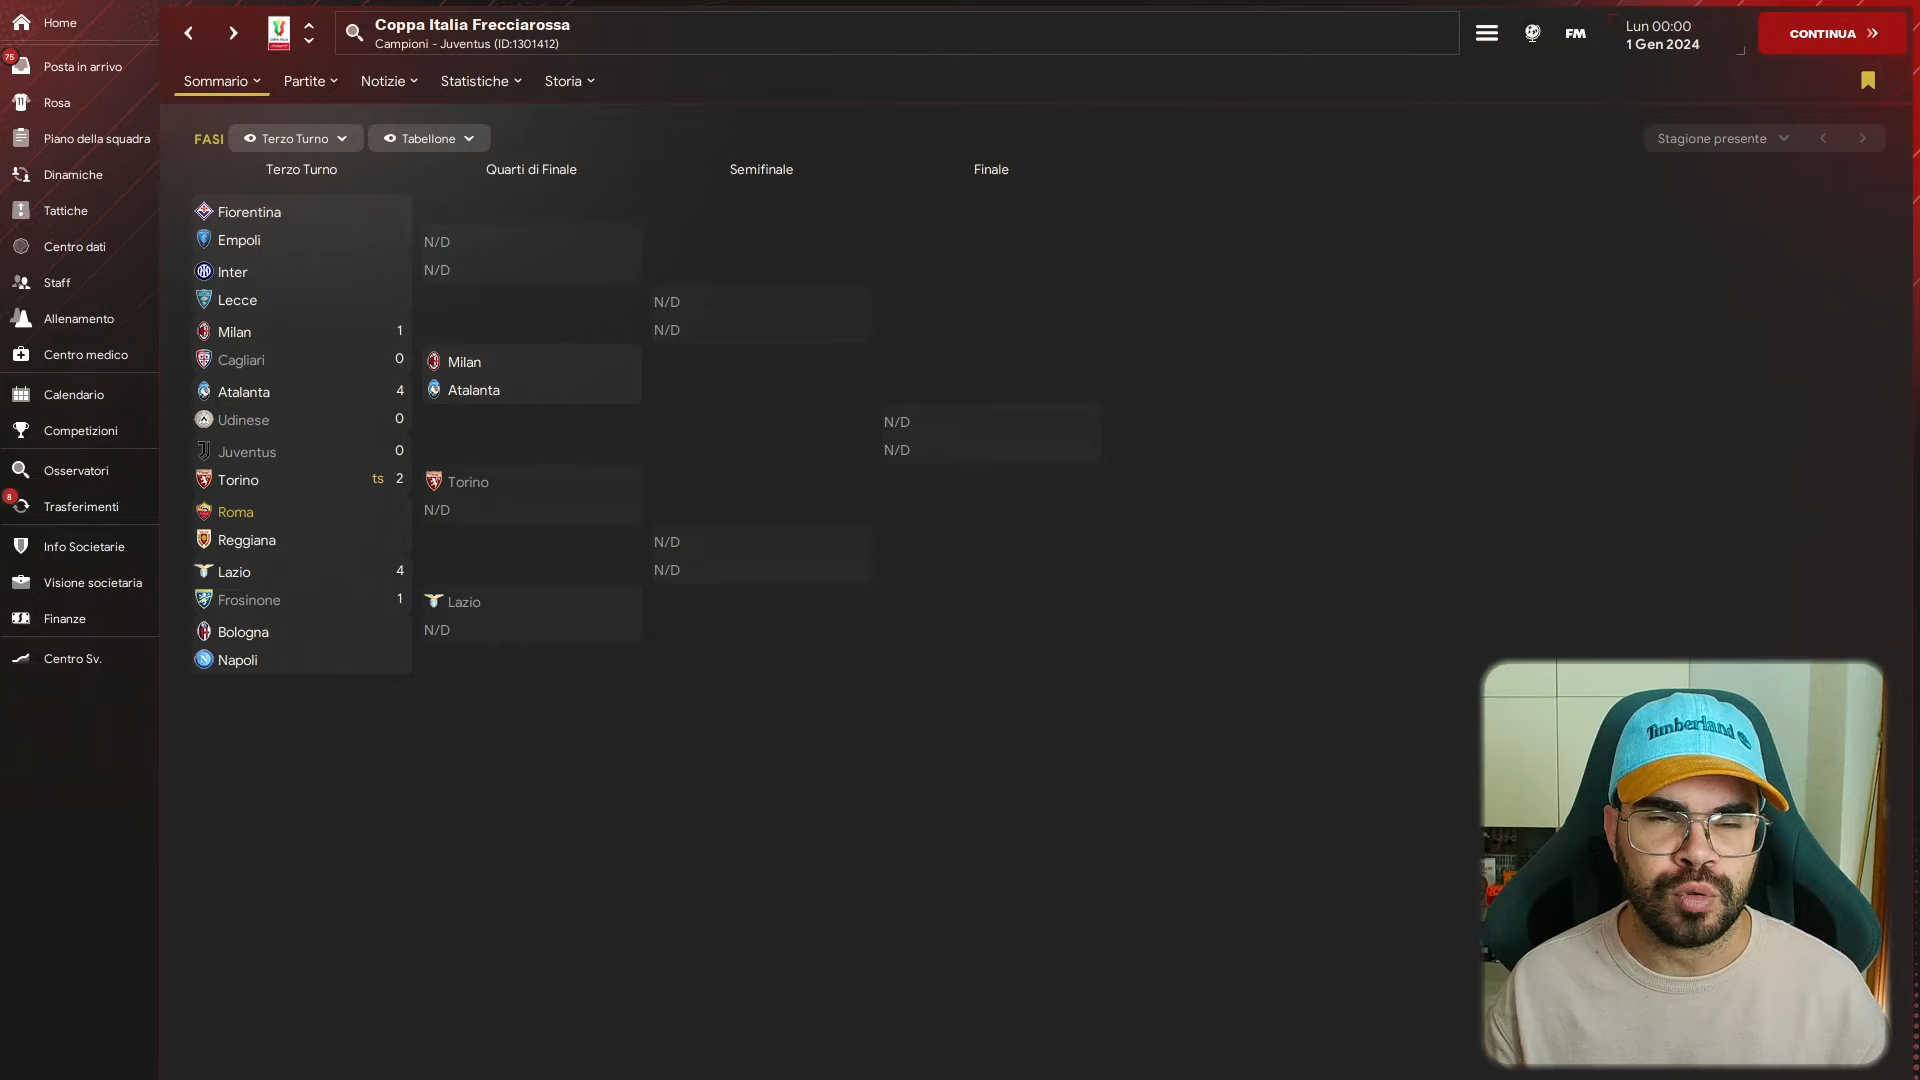 Home
75
Posta in arrivo
Rosa
Piano della squadra
Dinamiche
Tattiche
Centro dati
Staff
Allenamento
Centro medico
Calendario
Competizioni
Osservatori
8
Trasferimenti
Info Societarie
Visione societaria
Finanze
Centro Sv.
Coppa Italia Frecciarossa
Campioni - Juventus (ID:1301412)
FM
Lun 00:00
1 Gen 2024
CONTINUA
Sommario
Partite
Notizie
Statistiche
Storia
FASI
Terzo Turno
Tabellone
Stagione presente
Terzo Turno
Quarti di Finale
Semifinale
Finale
Fiorentina
Empoli
Inter
Lecce
Milan 1
Cagliari 0
Atalanta 4
Udinese 0
Juventus 0
Torino ts 2
Roma
Reggiana
Lazio 4
Frosinone 1
Bologna
Napoli
N/D
N/D
Milan
Atalanta
Torino
N/D
Lazio
N/D
N/D
N/D
N/D
N/D
N/D
N/D
Timberland